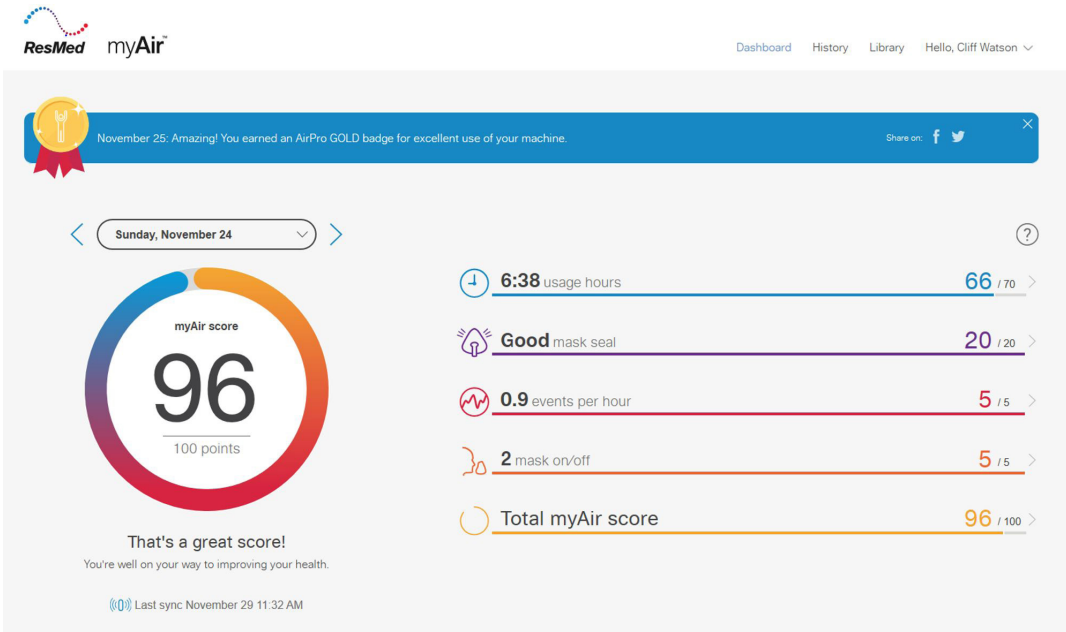 ResMed myAir™
Dashboard History Library Hello, Cliff Watson
November 25: Amazing! You earned an AirPro GOLD badge for excellent use of your machine.
Share on:
Sunday, November 24
?
myAir score
96
100 points
That's a great score!
You're well on your way to improving your health.
Last sync November 29 11:32 AM
6:38 usage hours 66 / 70
Good mask seal 20 / 20
0.9 events per hour 5 / 5
2 mask on/off 5 / 5
Total myAir score 96 / 100